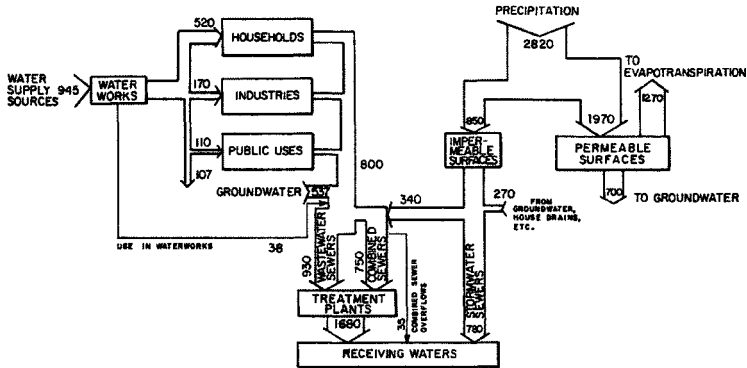 PRECIPITATION
2820
520
HOUSEHOLDS
TO
EVAPOTRANSPIRATION
WATER
SUPPLY 945
SOURCES
WATER
WORKS
170
INDUSTRIES
1270
850
1970
110
PUBLIC USES
IMPER-
MEABLE
SURFACES
PERMEABLE
SURFACES
107
800
GROUNDWATER
537
340
270
FROM
GROUNDWATER,
HOUSE DRAINS,
ETC.
700
TO GROUNDWATER
USE IN WATERWORKS
38
930
WASTEWATER
SEWERS
750
COMBINED
SEWERS
35
COMBIRED SEWER
OVERFLOWS
STORMWATER
SEWERS
TREATMENT
PLANTS
1680
780
RECEIVING WATERS